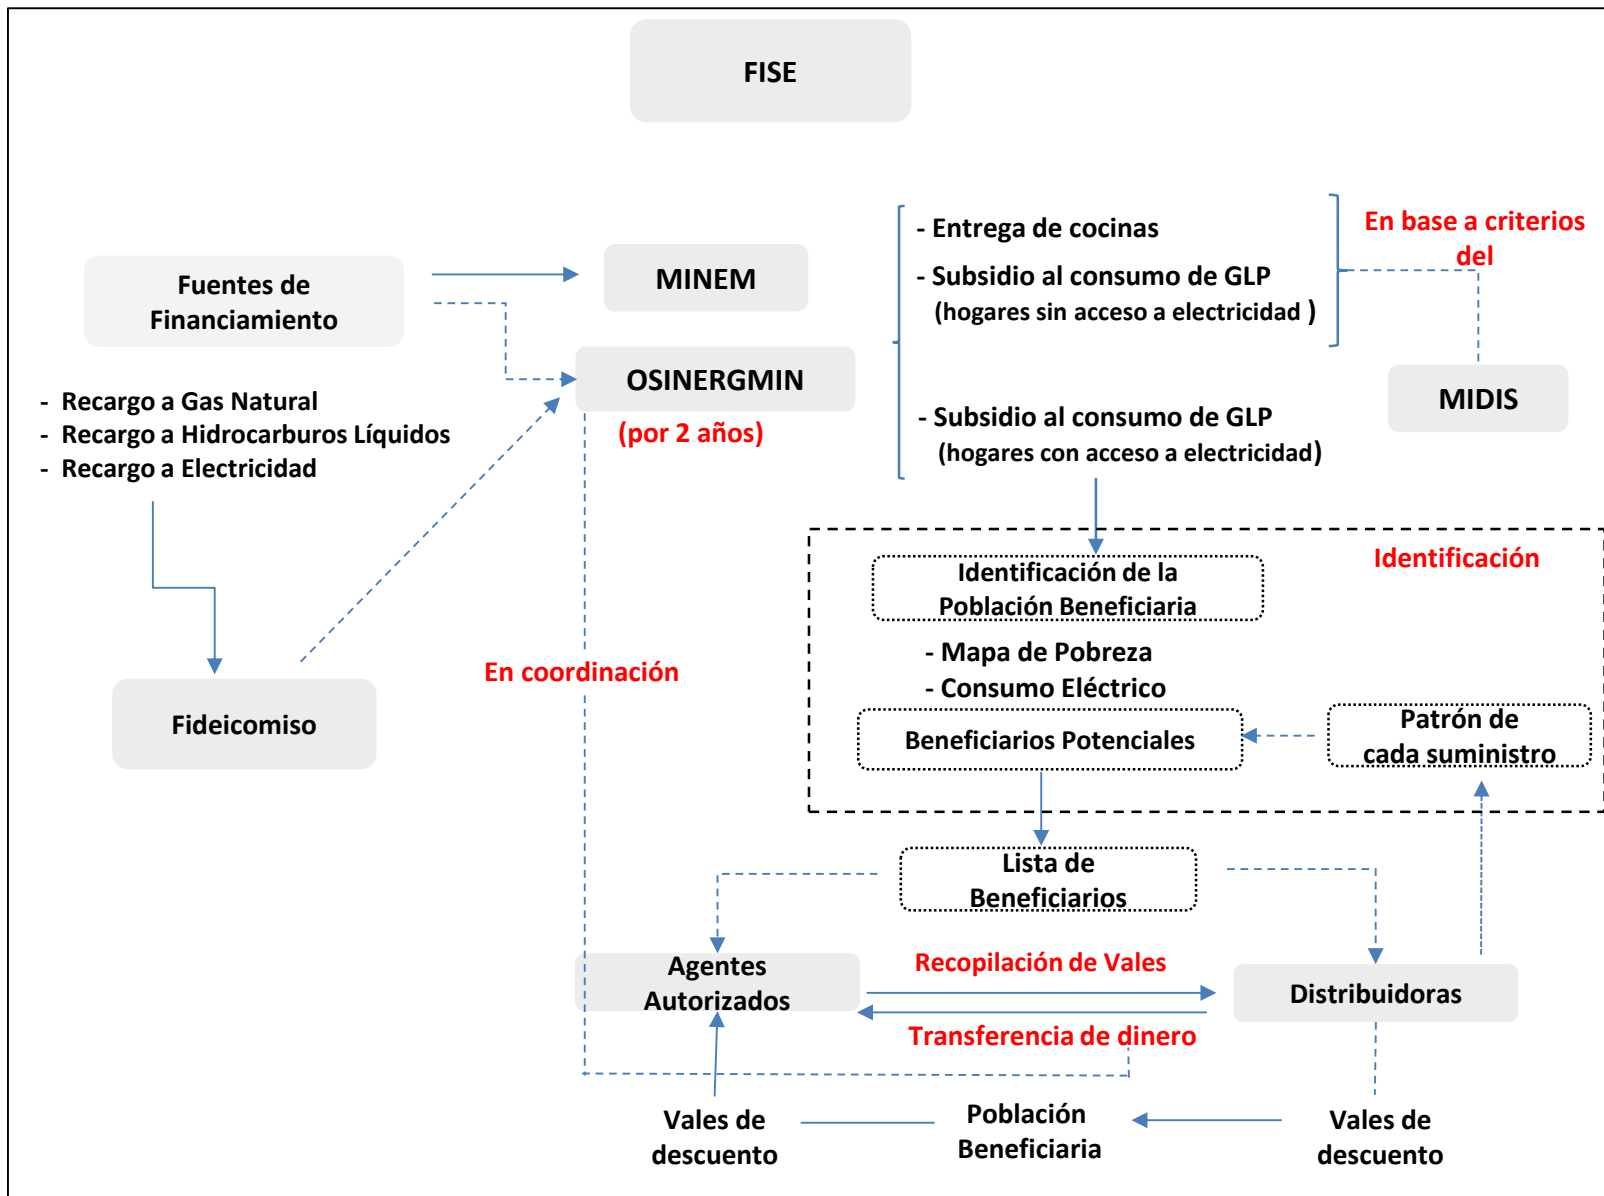 FISE
Fuentes de
Financiamiento
- Recargo a Gas Natural
- Recargo a Hidrocarburos Líquidos
- Recargo a Electricidad
Fideicomiso
MINEM
OSINERGMIN
(por 2 años)
- Entrega de cocinas
- Subsidio al consumo de GLP
(hogares sin acceso a electricidad )
- Subsidio al consumo de GLP
(hogares con acceso a electricidad)
En base a criterios
del
MIDIS
Identificación
Identificación de la
Población Beneficiaria
- Mapa de Pobreza
- Consumo Eléctrico
Beneficiarios Potenciales
Patrón de
cada suministro
En coordinación
Lista de
Beneficiarios
Agentes
Autorizados
Recopilación de Vales
Transferencia de dinero
Distribuidoras
Vales de
descuento
Población
Beneficiaria
Vales de
descuento